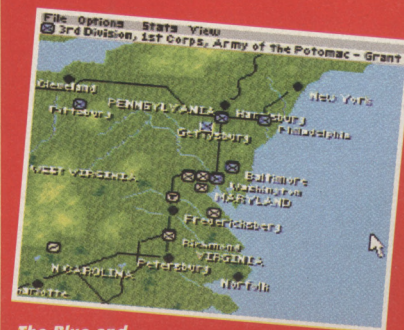 File Options Stats View
3rd Division, 1st Corps, Army of the Potomac - Grant
Cleveland
New York
Pittsburg
PENNSYLVANIA
Harrisburg
Philadelphia
Gettysburg
WEST VIRGINIA
Baltimore
Washington
MARYLAND
Fredericksburg
Richmond
VIRGINIA
N CAROLINA
Petersburg
Norfolk
Charlotte
The Blue and